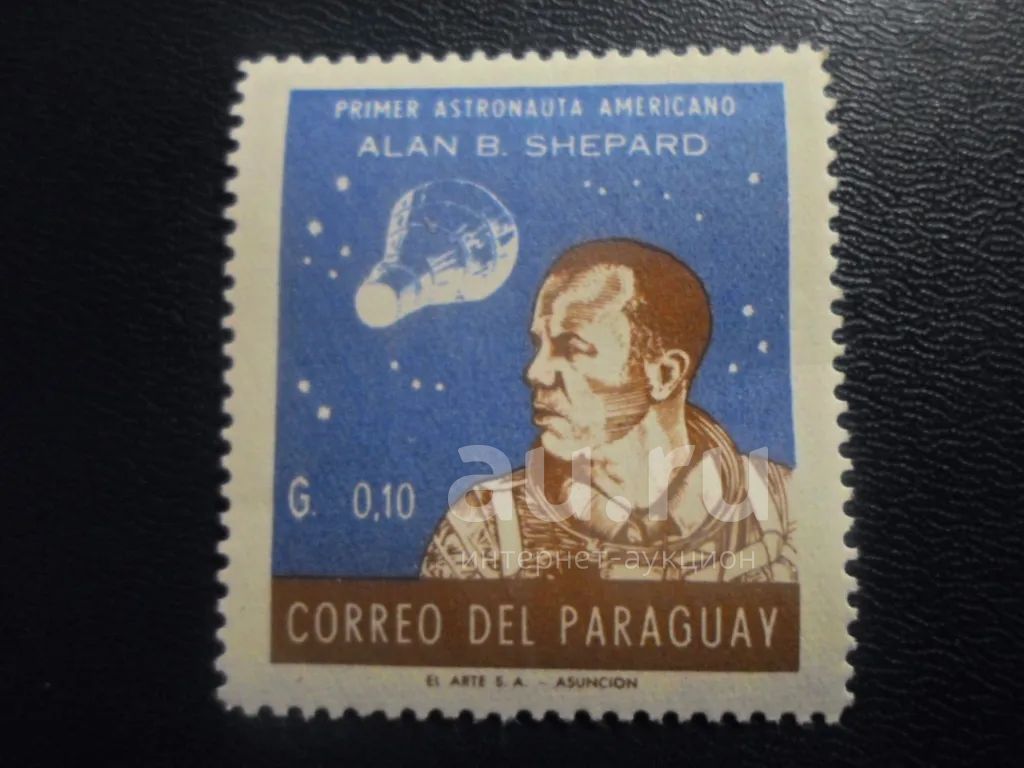 PRIMER ASTRONAUTA AMERICANO
ALAN B. SHEPARD
au.ru
интернет-аукцион
G. 0,10
CORREO DEL PARAGUAY
EL ARTE S. A. - ASUNCION